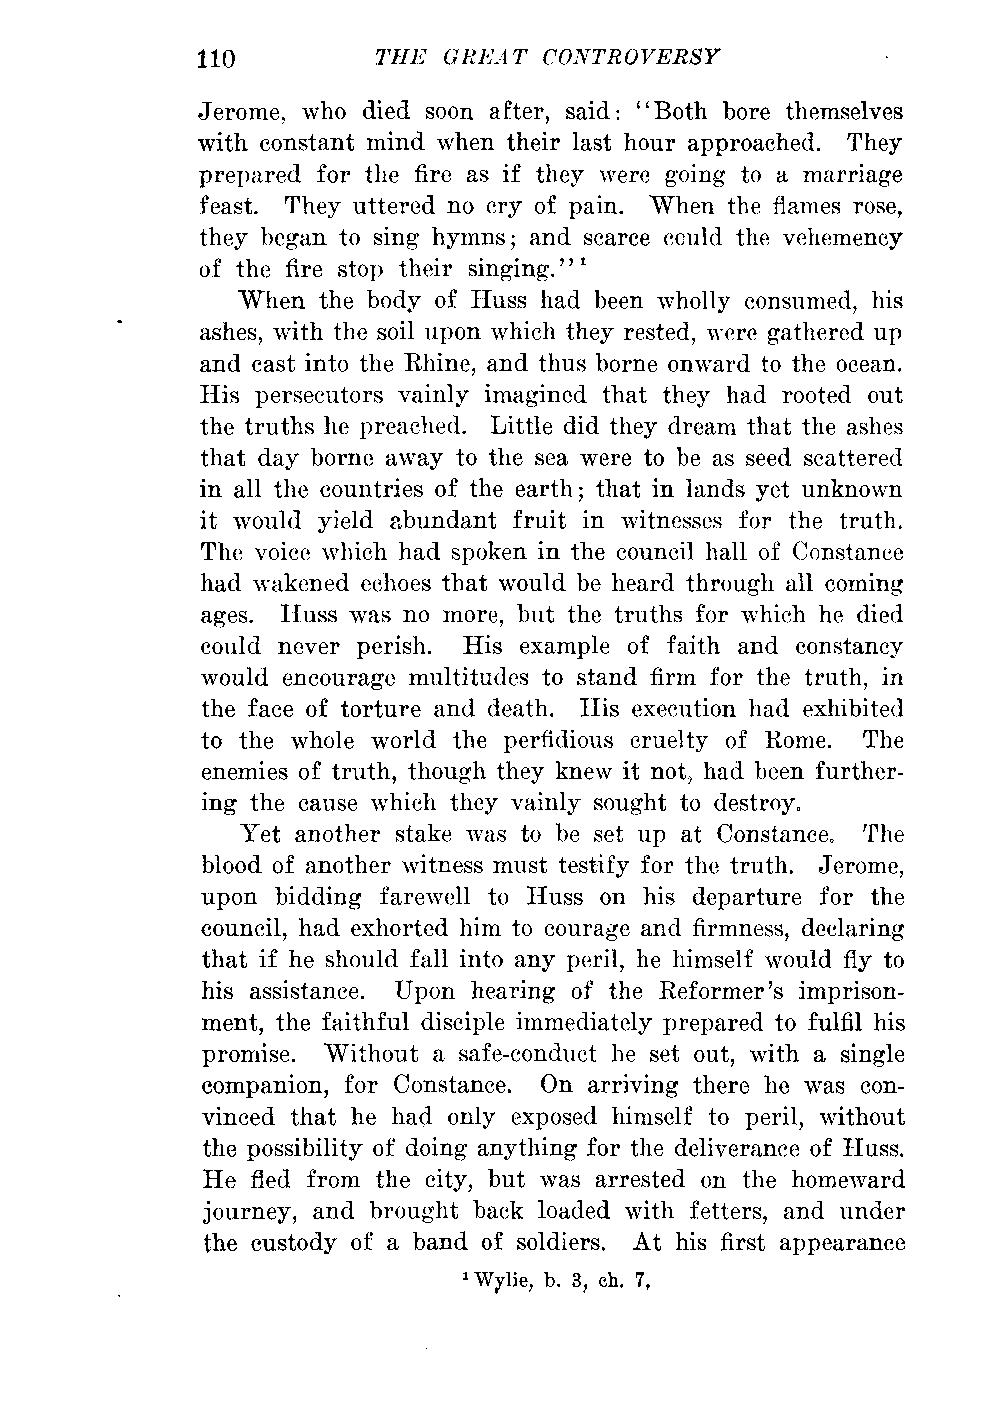 110 THE GREAT CONTROVERSY
Jerome, who died soon after, said: "Both bore themselves
with constant mind when their last hour approached. They
prepared for the fire as if they were going to a marriage
feast. They uttered no cry of pain. When the flames rose,
they began to sing hymns; and scarce could the vehemency
of the fire stop their singing."¹
When the body of Huss had been wholly consumed, his
ashes, with the soil upon which they rested, were gathered up
and cast into the Rhine, and thus borne onward to the ocean.
His persecutors vainly imagined that they had rooted out
the truths he preached. Little did they dream that the ashes
that day borne away to the sea were to be as seed scattered
in all the countries of the earth; that in lands yet unknown
it would yield abundant fruit in witnesses for the truth.
The voice which had spoken in the council hall of Constance
had wakened echoes that would be heard through all coming
ages. Huss was no more, but the truths for which he died
could never perish. His example of faith and constancy
would encourage multitudes to stand firm for the truth, in
the face of torture and death. His execution had exhibited
to the whole world the perfidious cruelty of Rome. The
enemies of truth, though they knew it not, had been further-
ing the cause which they vainly sought to destroy.
Yet another stake was to be set up at Constance. The
blood of another witness must testify for the truth. Jerome,
upon bidding farewell to Huss on his departure for the
council, had exhorted him to courage and firmness, declaring
that if he should fall into any peril, he himself would fly to
his assistance. Upon hearing of the Reformer's imprison-
ment, the faithful disciple immediately prepared to fulfil his
promise. Without a safe-conduct he set out, with a single
companion, for Constance. On arriving there he was con-
vinced that he had only exposed himself to peril, without
the possibility of doing anything for the deliverance of Huss.
He fled from the city, but was arrested on the homeward
journey, and brought back loaded with fetters, and under
the custody of a band of soldiers. At his first appearance
¹ Wylie, b. 3, ch. 7.